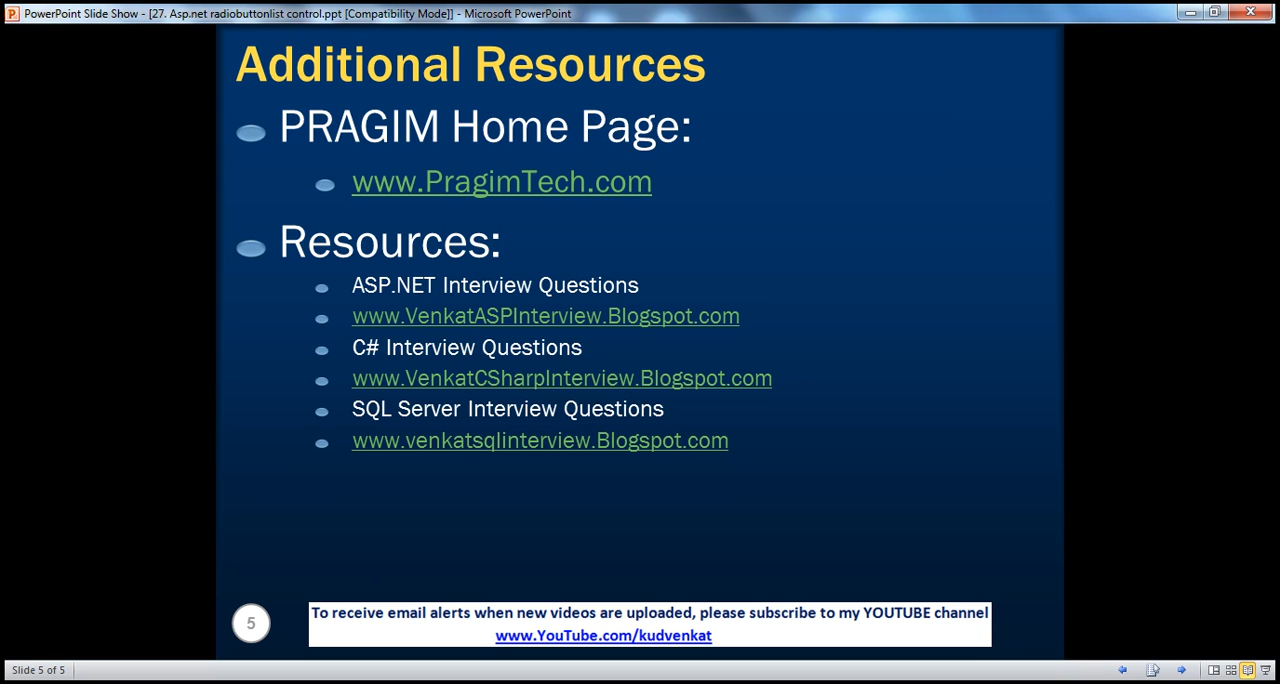 PowerPoint Slide Show - [27. Asp.net radiobuttonlist control.ppt [Compatibility Mode]] - Microsoft PowerPoint
Additional Resources
PRAGIM Home Page:
www.PragimTech.com
Resources:
ASP.NET Interview Questions
www.VenkatASPInterview.Blogspot.com
C# Interview Questions
www.VenkatCSharpInterview.Blogspot.com
SQL Server Interview Questions
www.venkatsqlinterview.Blogspot.com
5
To receive email alerts when new videos are uploaded, please subscribe to my YOUTUBE channel
www.YouTube.com/kudvenkat
Slide 5 of 5